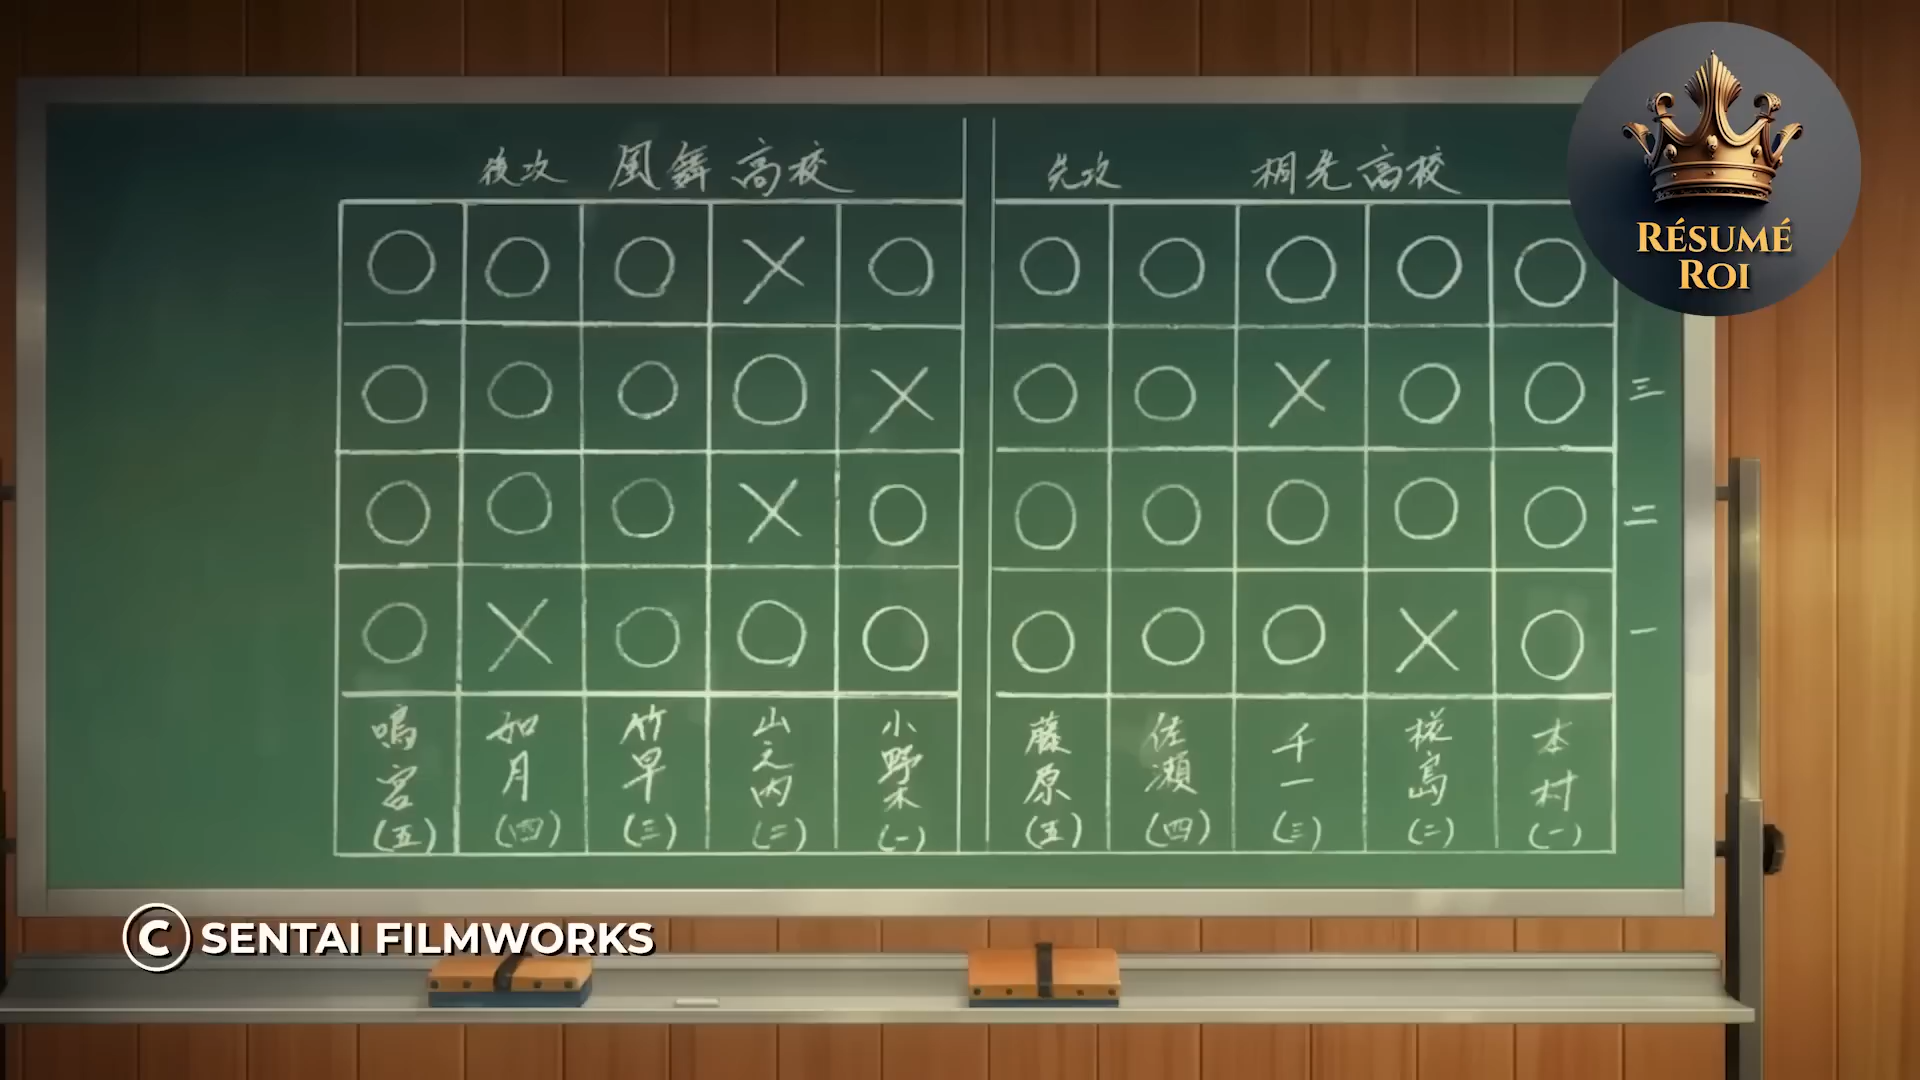 後攻 風舞高校
先攻 桐先高校
○ ○ ○ × ○ ○ ○ ○ ○ ○
○ ○ ○ ○ × ○ ○ × ○ ○ 三
○ ○ ○ × ○ ○ ○ ○ ○ ○ 二
○ × ○ ○ ○ ○ ○ ○ × ○ 一
鳴宮(五)
如月(四)
竹早(三)
山之内(二)
小野木(一)
藤原(五)
佐瀬(四)
千一(三)
島(二)
本村(一)
RÉSUMÉ
ROI
© SENTAI FILMWORKS